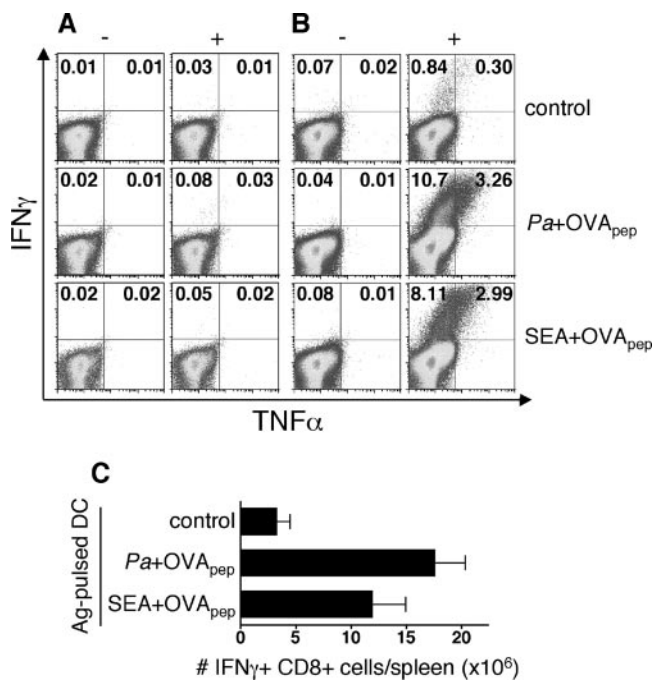 A B
- + - +
0.01 0.01 0.03 0.01 0.07 0.02 0.84 0.30
control
0.02 0.01 0.08 0.03 0.04 0.01 10.7 3.26
Pa+OVApep
0.02 0.02 0.05 0.02 0.08 0.01 8.11 2.99
SEA+OVApep
IFNγ
TNFα
C
Ag-pulsed DC
control
Pa+OVApep
SEA+OVApep
0 5 10 15 20
# IFNγ+ CD8+ cells/spleen (x10⁶)